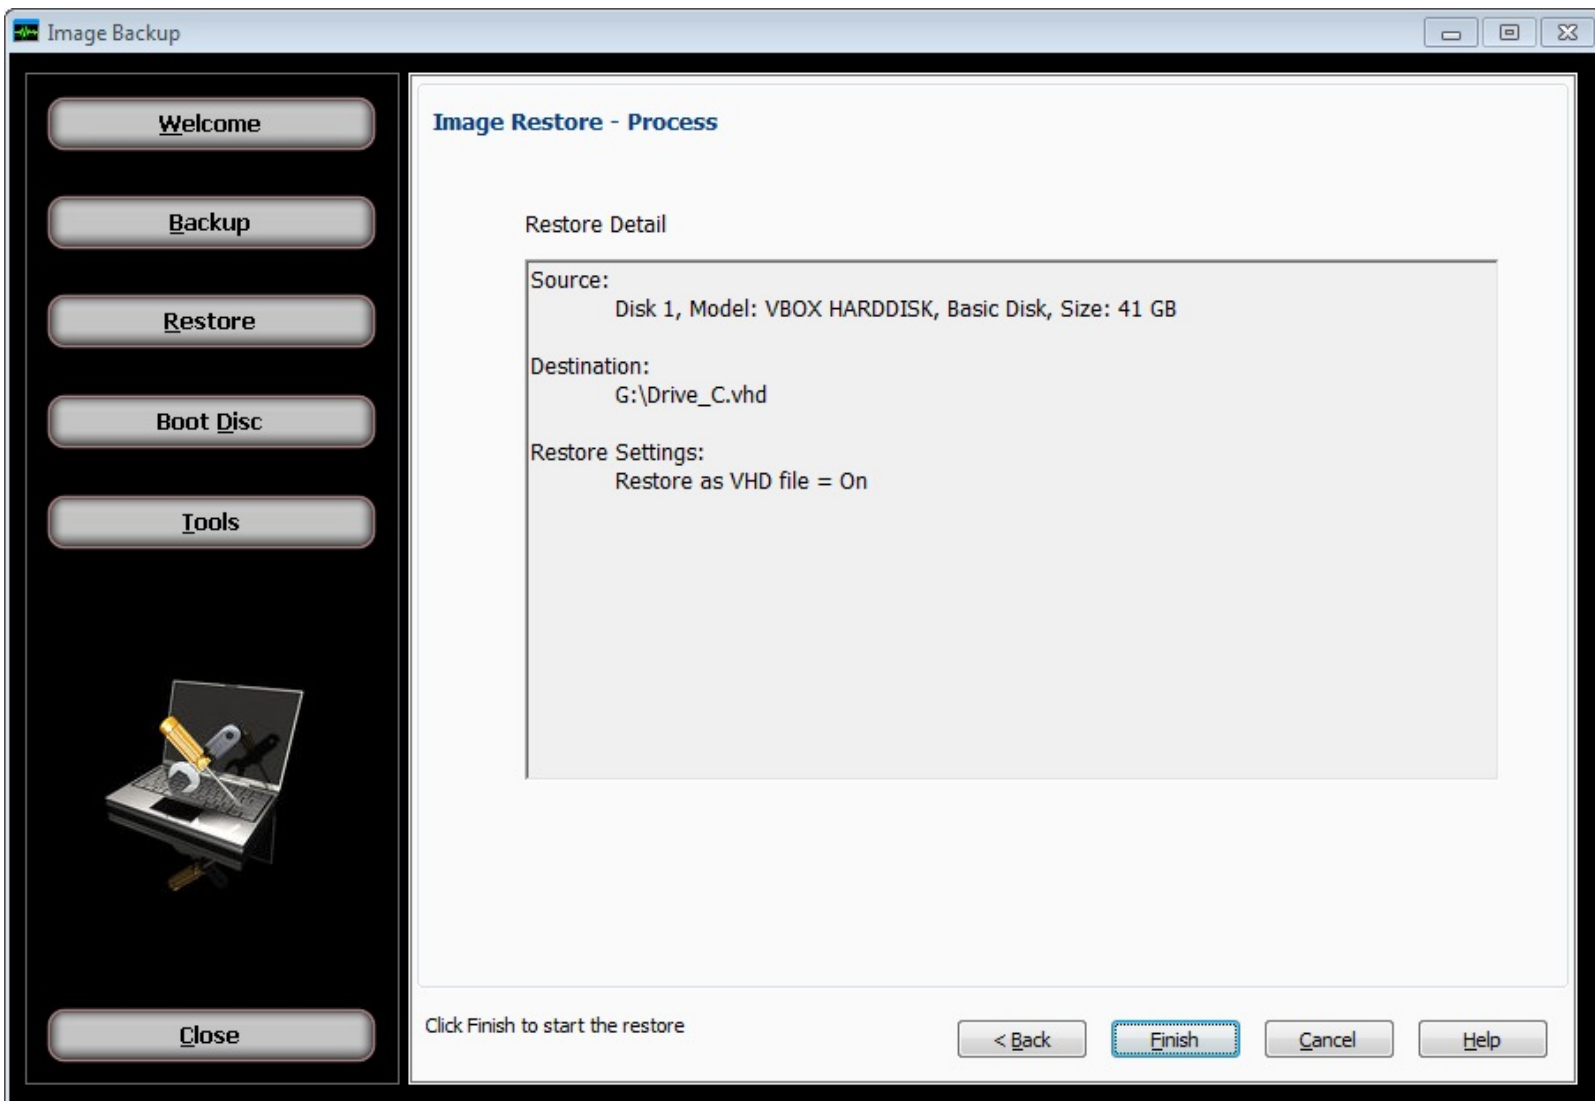 Image Backup
Welcome
Backup
Restore
Boot Disc
Tools
Close
Image Restore - Process
Restore Detail
Source:
Disk 1, Model: VBOX HARDDISK, Basic Disk, Size: 41 GB
Destination:
G:\Drive_C.vhd
Restore Settings:
Restore as VHD file = On
Click Finish to start the restore
< Back
Finish
Cancel
Help